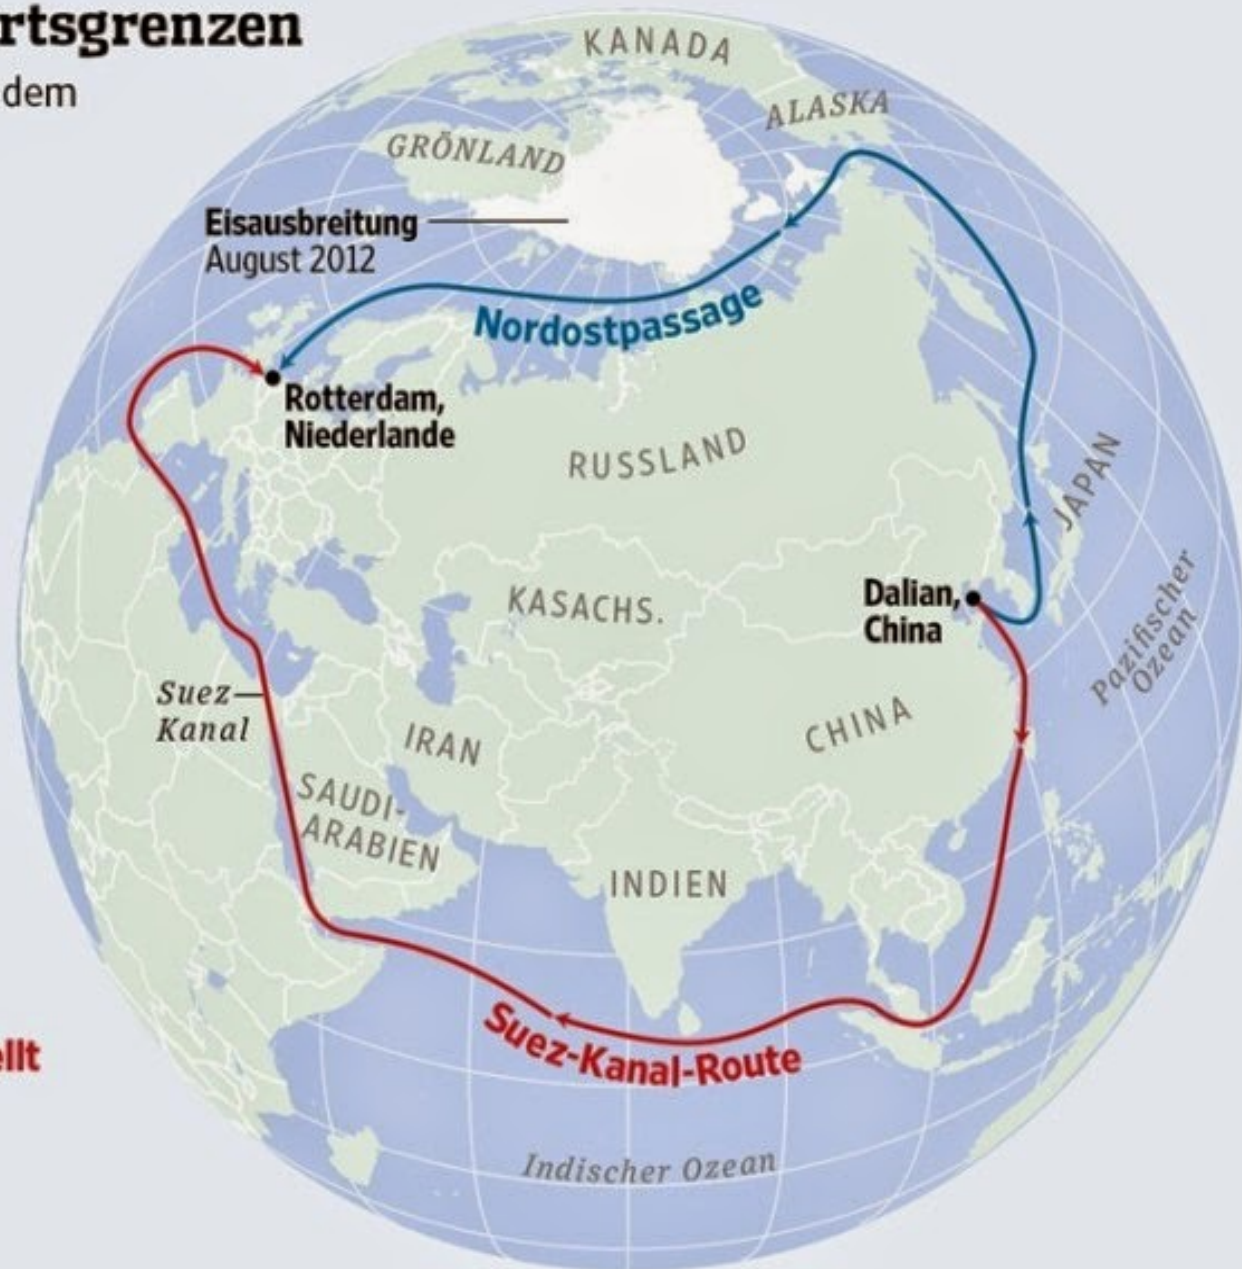 rtsgrenzen
dem
KANADA
ALASKA
GRÖNLAND
Eisausbreitung
August 2012
Nordostpassage
Rotterdam,
Niederlande
RUSSLAND
JAPAN
KASACHS.
Dalian,
China
Pazifischer
Ozean
Suez-
Kanal
IRAN
CHINA
SAUDI-
ARABIEN
INDIEN
Suez-Kanal-Route
ellt
Indischer Ozean